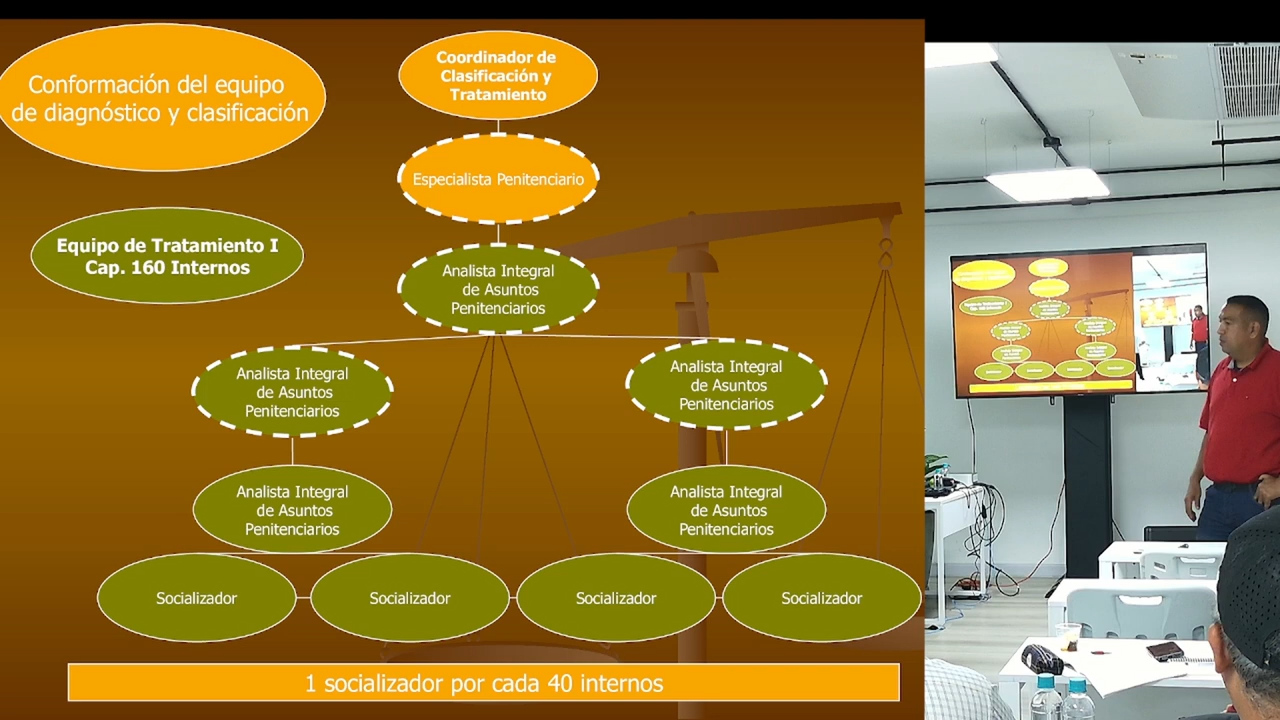 Conformación del equipo
de diagnóstico y clasificación
Coordinador de
Clasificación y
Tratamiento
Especialista Penitenciario
Equipo de Tratamiento I
Cap. 160 Internos
Analista Integral
de Asuntos
Penitenciarios
Analista Integral
de Asuntos
Penitenciarios
Analista Integral
de Asuntos
Penitenciarios
Analista Integral
de Asuntos
Penitenciarios
Analista Integral
de Asuntos
Penitenciarios
Socializador
Socializador
Socializador
Socializador
1 socializador por cada 40 internos